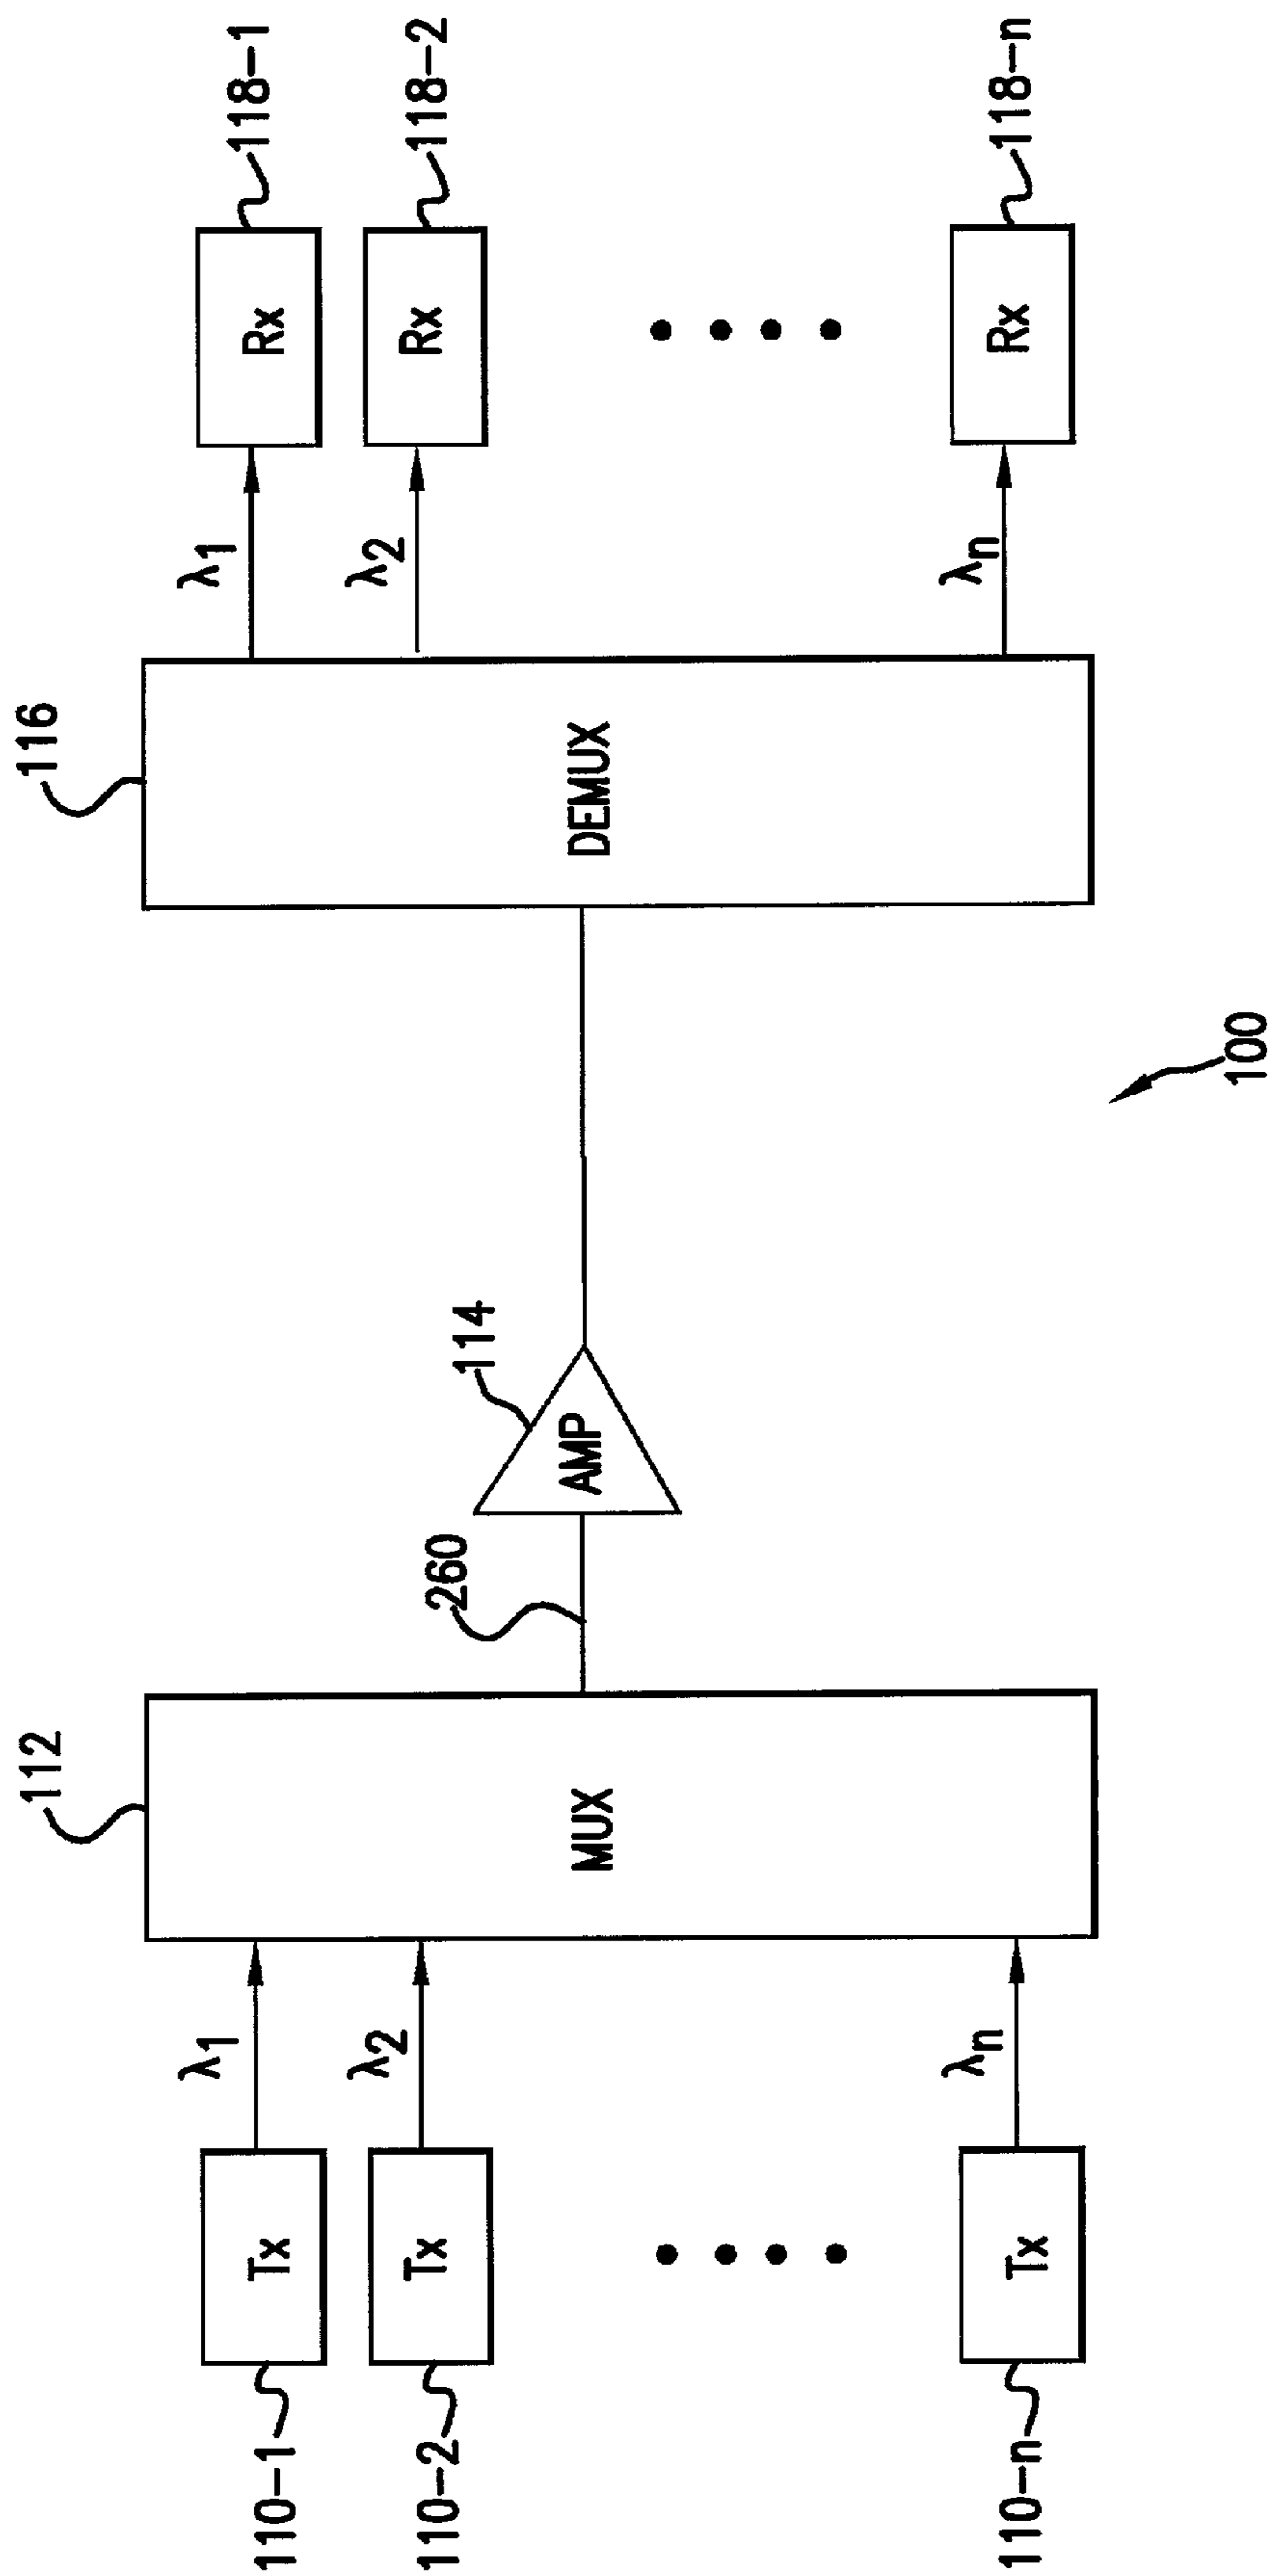 112
116
110-1
Tx
λ1
λ1
Rx
118-1
110-2
Tx
λ2
λ2
Rx
118-2
MUX
260
AMP
114
DEMUX
110-n
Tx
λn
λn
Rx
118-n
100